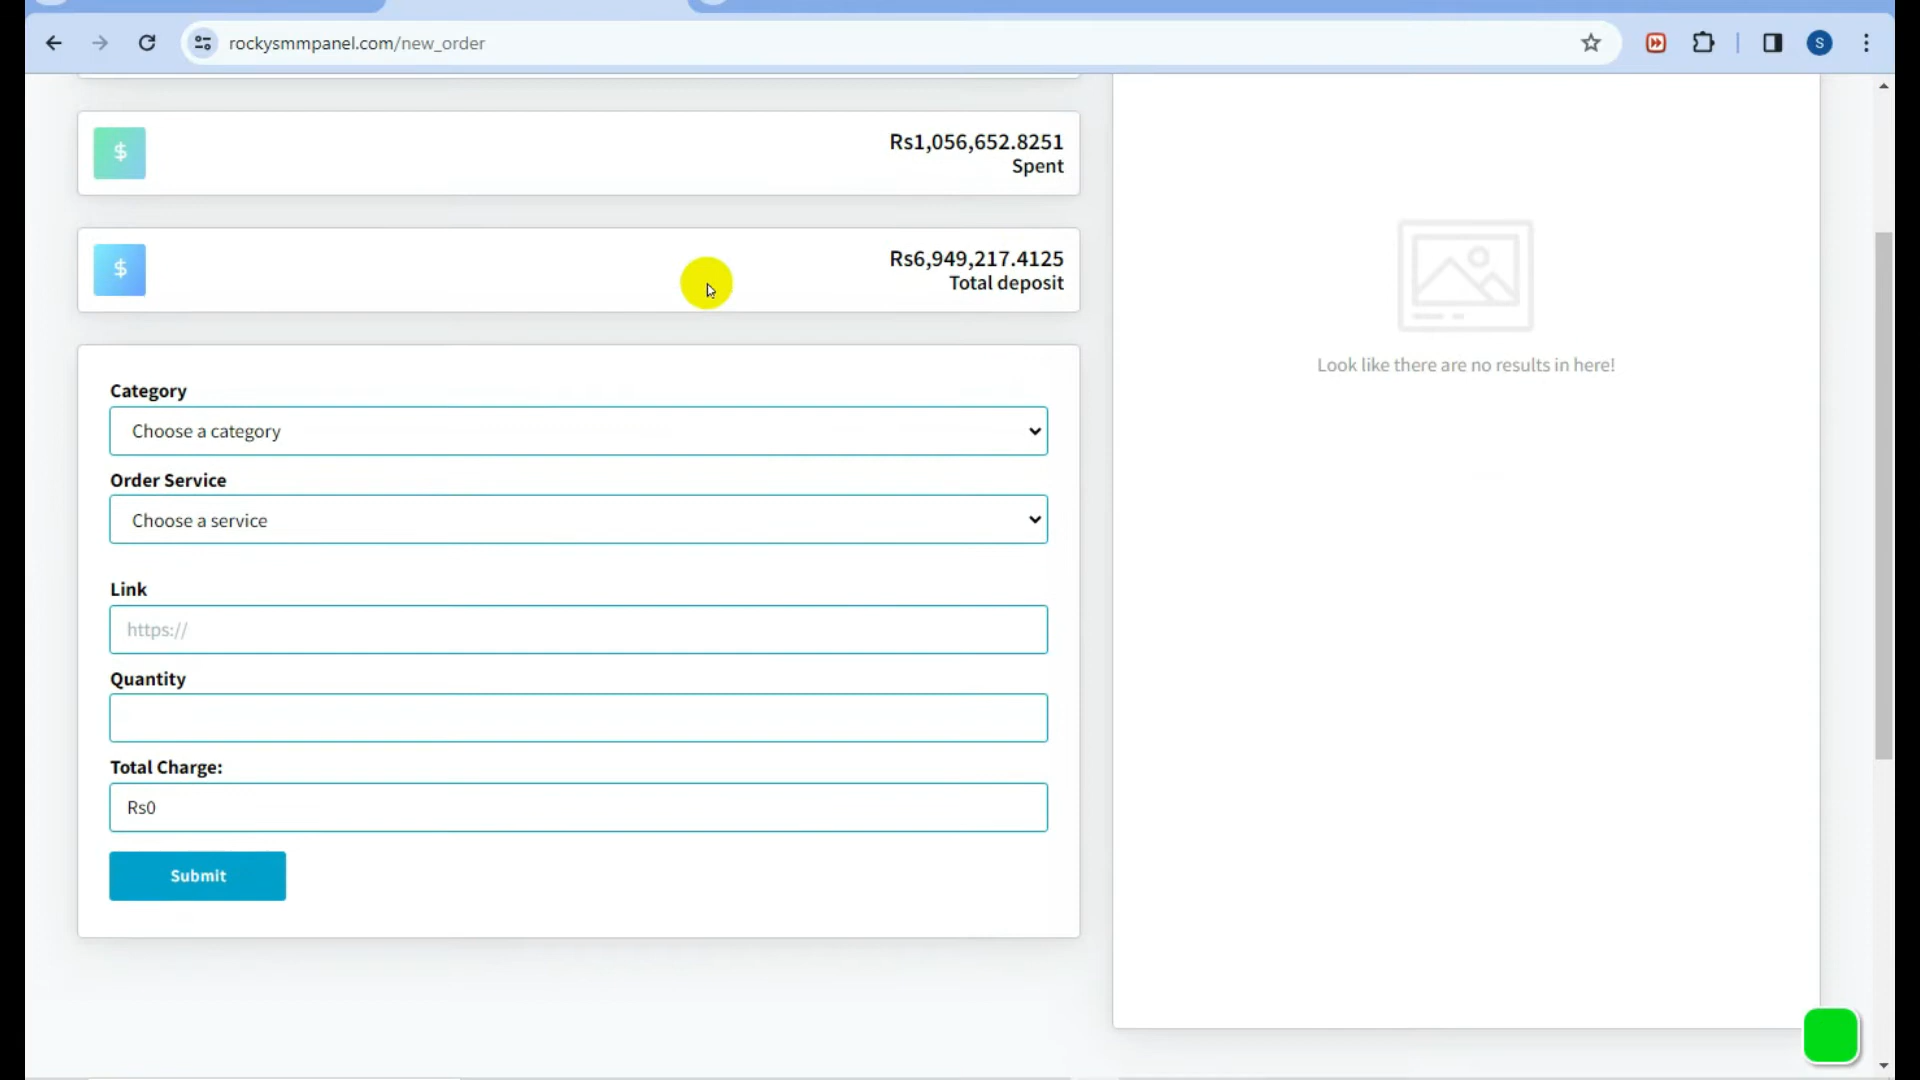 rockysmmpanel.com/new_order
S
$
Rs1,056,652.8251
Spent
$
Rs6,949,217.4125
Total deposit
Look like there are no results in here!
Category
Choose a category
Order Service
Choose a service
Link
https://
Quantity
Total Charge:
Rs0
Submit